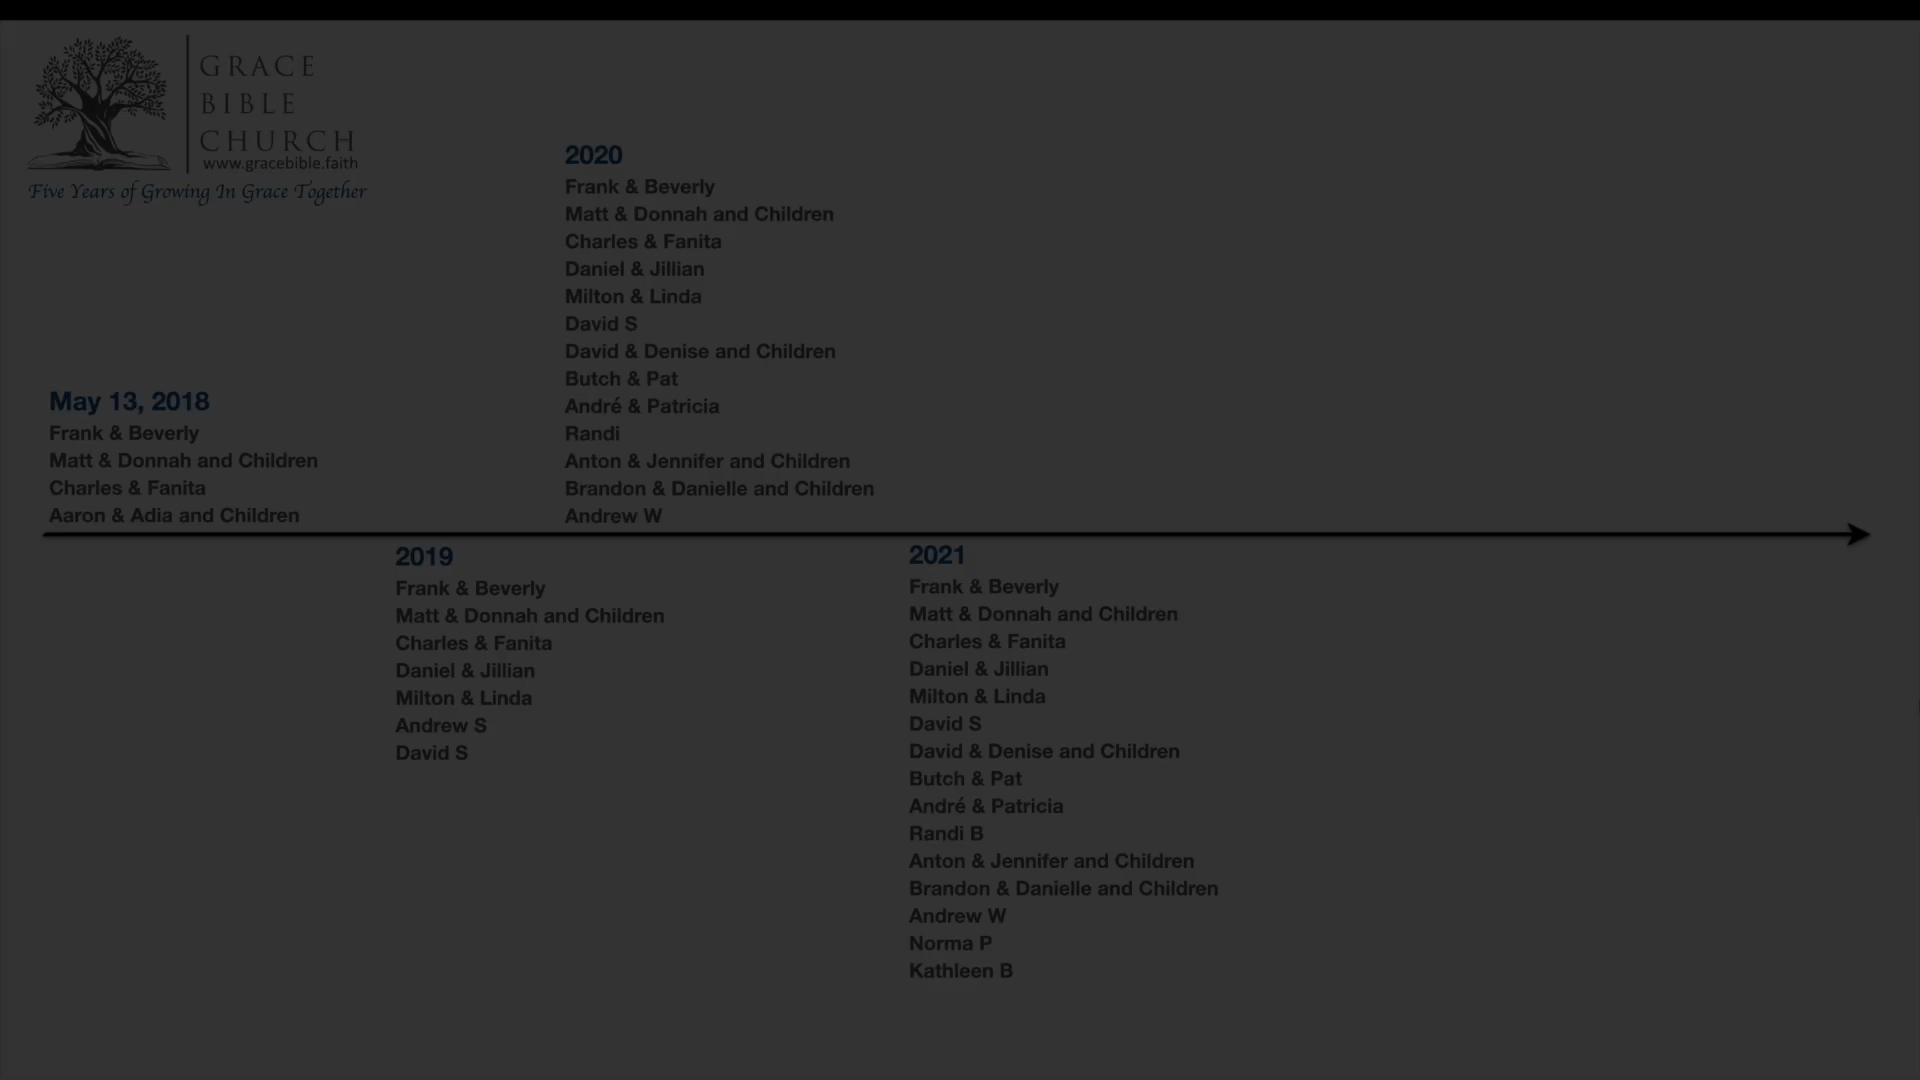 GRACE
BIBLE
CHURCH
www.gracebible.faith
Five Years of Growing In Grace Together
May 13, 2018
Frank & Beverly
Matt & Donnah and Children
Charles & Fanita
Aaron & Adia and Children
2019
Frank & Beverly
Matt & Donnah and Children
Charles & Fanita
Daniel & Jillian
Milton & Linda
Andrew S
David S
2020
Frank & Beverly
Matt & Donnah and Children
Charles & Fanita
Daniel & Jillian
Milton & Linda
David S
David & Denise and Children
Butch & Pat
André & Patricia
Randi
Anton & Jennifer and Children
Brandon & Danielle and Children
Andrew W
2021
Frank & Beverly
Matt & Donnah and Children
Charles & Fanita
Daniel & Jillian
Milton & Linda
David S
David & Denise and Children
Butch & Pat
André & Patricia
Randi B
Anton & Jennifer and Children
Brandon & Danielle and Children
Andrew W
Norma P
Kathleen B